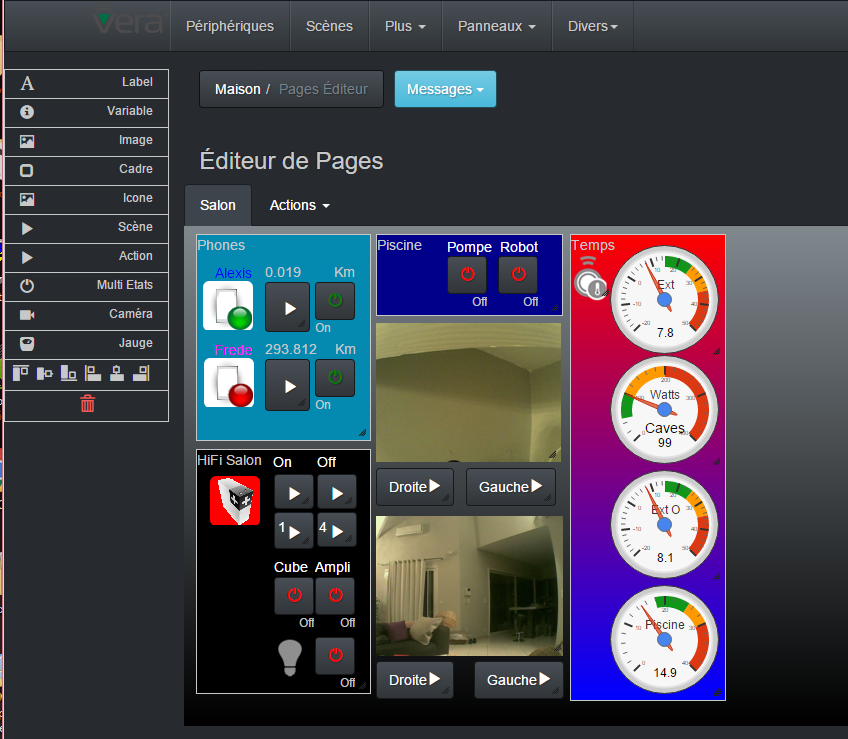 vera Périphériques Scènes Plus Panneaux Divers
Label
Variable
Image
Cadre
Icone
Scène
Action
Multi Etats
Caméra
Jauge
Maison / Pages Éditeur Messages
Éditeur de Pages
Salon Actions
Phones
Alexis 0.019 Km
On
Frede 293.812 Km
On
HiFi Salon On Off
1 4
Cube Ampli
Off Off
Off
Piscine Pompe Robot
Off Off
Droite Gauche
Droite Gauche
Temps
Ext
7.8
Watts
Caves
99
Ext O
8.1
Piscine
14.9